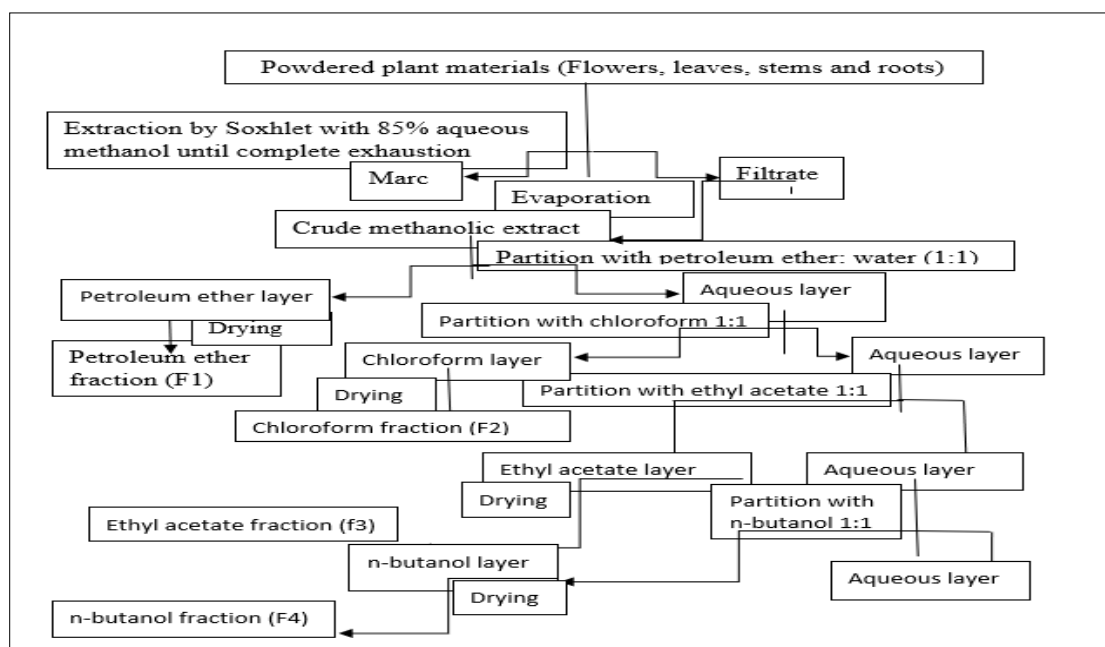 Powdered plant materials (Flowers, leaves, stems and roots)
Extraction by Soxhlet with 85% aqueous
methanol until complete exhaustion
Marc
Filtrate
Evaporation
Crude methanolic extract
Partition with petroleum ether: water (1:1)
Petroleum ether layer
Aqueous layer
Drying
Partition with chloroform 1:1
Petroleum ether
fraction (F1)
Chloroform layer
Aqueous layer
Drying
Partition with ethyl acetate 1:1
Chloroform fraction (F2)
Ethyl acetate layer
Aqueous layer
Drying
Partition with
n-butanol 1:1
Ethyl acetate fraction (f3)
n-butanol layer
Aqueous layer
Drying
n-butanol fraction (F4)